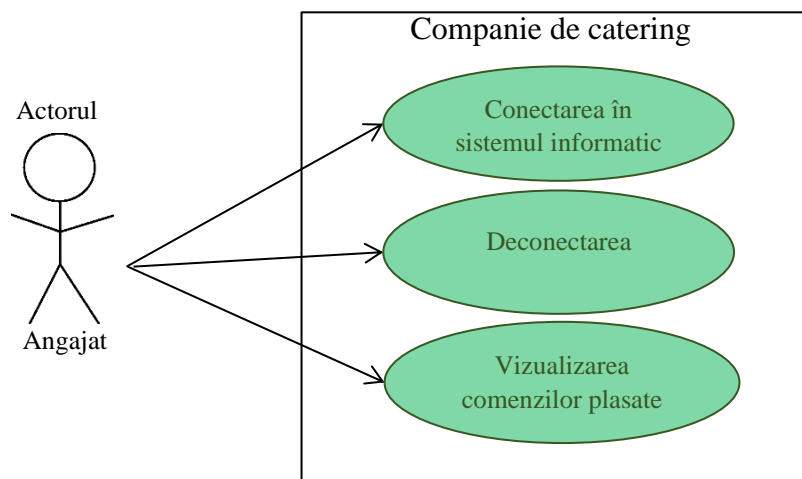 Companie de catering
Actorul
Conectarea în
sistemul informatic
Deconectarea
Angajat
Vizualizarea
comenzilor plasate